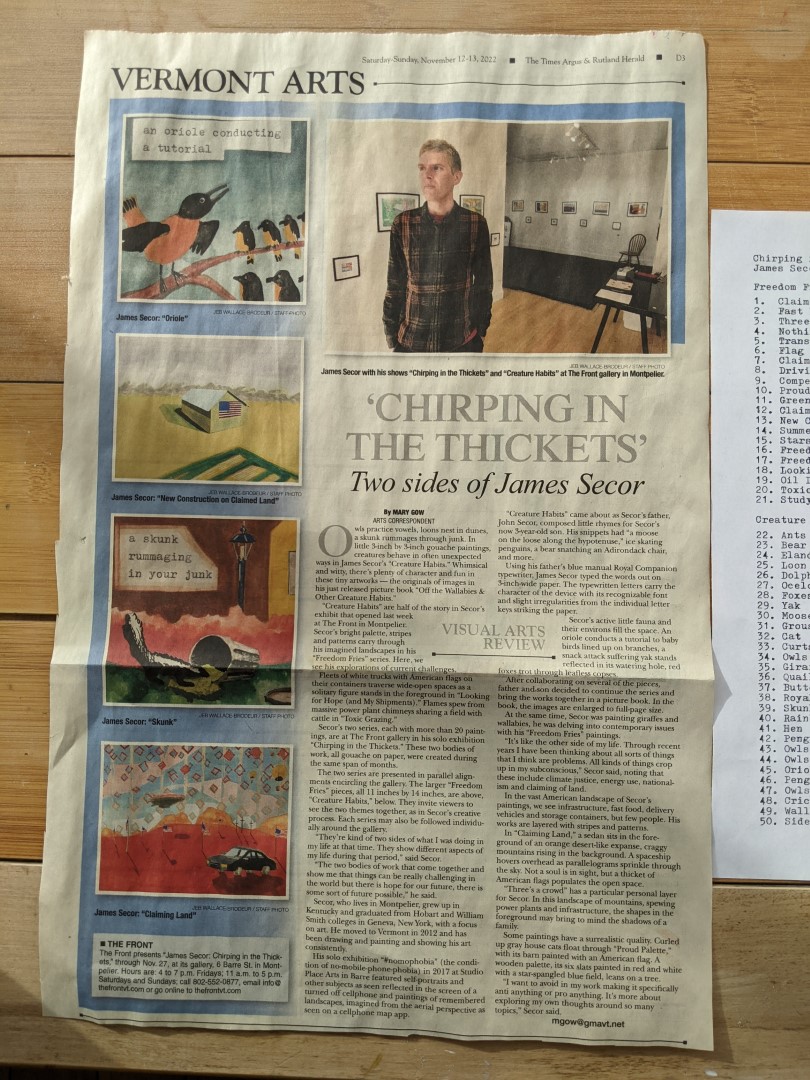 Saturday-Sunday, November 12-13, 2022 ■ The Times Argus & Rutland Herald ■ D3
VERMONT ARTS
an oriole conducting
a tutorial
JEB WALLACE-BRODEUR / STAFF PHOTO
James Secor: "Oriole"
JEB WALLACE-BRODEUR / STAFF PHOTO
James Secor: "New Construction on Claimed Land"
a skunk
rummaging
in your junk
JEB WALLACE-BRODEUR / STAFF PHOTO
James Secor: "Skunk"
JEB WALLACE-BRODEUR / STAFF PHOTO
James Secor: "Claiming Land"
■ THE FRONT
The Front presents "James Secor: Chirping in the Thick-
ets," through Nov. 27, at its gallery, 6 Barre St. in Mont-
pelier. Hours are: 4 to 7 p.m. Fridays; 11 a.m. to 5 p.m.
Saturdays and Sundays; call 802-552-0877, email info@
thefrontvt.com or go online to thefrontvt.com
JEB WALLACE-BRODEUR / STAFF PHOTO
James Secor with his shows "Chirping in the Thickets" and "Creature Habits" at The Front gallery in Montpelier.
'CHIRPING IN
THE THICKETS'
Two sides of James Secor
By MARY GOW
ARTS CORRESPONDENT
Owls practice vowels, loons nest in dunes,
a skunk rummages through junk. In
little 3-inch by 3-inch gouache paintings,
creatures behave in often unexpected
ways in James Secor's "Creature Habits." Whimsical
and witty, there's plenty of character and fun in
these tiny artworks — the originals of images in
his just released picture book "Off the Wallabies &
Other Creature Habits."
"Creature Habits" are half of the story in Secor's
exhibit that opened last week
at The Front in Montpelier.
Secor's bright palette, stripes
and patterns carry through
his imagined landscapes in his
"Freedom Fries" series. Here, we
see his explorations of current challenges.
Fleets of white trucks with American flags on
their containers traverse wide-open spaces as a
solitary figure stands in the foreground in "Looking
for Hope (and My Shipments)." Flames spew from
massive power plant chimneys sharing a field with
cattle in "Toxic Grazing."
Secor's two series, each with more than 20 paint-
ings, are at The Front gallery in his solo exhibition
"Chirping in the Thickets." These two bodies of
work, all gouache on paper, were created during
the same span of months.
The two series are presented in parallel align-
ments encircling the gallery. The larger "Freedom
Fries" pieces, all 11 inches by 14 inches, are above,
"Creature Habits," below. They invite viewers to
see the two themes together, as in Secor's creative
process. Each series may also be followed individu-
ally around the gallery.
"They're kind of two sides of what I was doing in
my life at that time. They show different aspects of
my life during that period," said Secor.
"The two bodies of work that come together and
show me that things can be really challenging in
the world but there is hope for our future, there is
some sort of future possible," he said.
Secor, who lives in Montpelier, grew up in
Kentucky and graduated from Hobart and William
Smith colleges in Geneva, New York, with a focus
on art. He moved to Vermont in 2012 and has
been drawing and painting and showing his art
consistently.
His solo exhibition "#nomophobia" (the condi-
tion of no-mobile-phone-phobia) in 2017 at Studio
Place Arts in Barre featured self-portraits and
other subjects as seen reflected in the screen of a
turned off cellphone and paintings of remembered
landscapes, imagined from the aerial perspective as
seen on a cellphone map app.
VISUAL ARTS
REVIEW
"Creature Habits" came about as Secor's father,
John Secor, composed little rhymes for Secor's
now 3-year-old son. His snippets had "a moose
on the loose along the hypotenuse," ice skating
penguins, a bear snatching an Adirondack chair,
and more.
Using his father's blue manual Royal Companion
typewriter, James Secor typed the words out on
3-inch-wide paper. The typewritten letters carry the
character of the device with its recognizable font
and slight irregularities from the individual letter
keys striking the paper.
Secor's active little fauna and
their environs fill the space. An
oriole conducts a tutorial to baby
birds lined up on branches, a
snack attack suffering yak stands
reflected in its watering hole, red
foxes trot through leafless copses.
After collaborating on several of the pieces,
father and son decided to continue the series and
bring the works together in a picture book. In the
book, the images are enlarged to full-page size.
At the same time, Secor was painting giraffes and
wallabies, he was delving into contemporary issues
with his "Freedom Fries" paintings.
"It's like the other side of my life. Through recent
years I have been thinking about all sorts of things
that I think are problems. All kinds of things crop
up in my subconscious," Secor said, noting that
these include climate justice, energy use, national-
ism and claiming of land.
In the vast American landscape of Secor's
paintings, we see infrastructure, fast food, delivery
vehicles and storage containers, but few people. His
works are layered with stripes and patterns.
In "Claiming Land," a sedan sits in the fore-
ground of an orange desert-like expanse, craggy
mountains rising in the background. A spaceship
hovers overhead as parallelograms sprinkle through
the sky. Not a soul is in sight, but a thicket of
American flags populates the open space.
"Three's a crowd" has a particular personal layer
for Secor. In this landscape of mountains, spewing
power plants and infrastructure, the shapes in the
foreground may bring to mind the shadows of a
family.
Some paintings have a surrealistic quality. Curled
up gray house cats float through "Proud Palette,"
with its barn painted with an American flag. A
wooden palette, its six slats painted in red and white
with a star-spangled blue field, leans on a tree.
"I want to avoid in my work making it specifically
anti anything or pro anything. It's more about
exploring my own thoughts around so many
topics," Secor said.
mgow@gmavt.net
Chirping
James Sec
Freedom F
1. Claim
2. Fast
3. Three
4. Nothi
5. Trans
6. Flag
7. Claim
8. Drivi
9. Compe
10. Proud
11. Green
12. Claim
13. New C
14. Summe
15. Stars
16. Freed
17. Freed
18. Looki
19. Oil I
20. Toxic
21. Study
Creature
22. Ants
23. Bear
24. Eland
25. Loon
26. Dolph
27. Ocelo
28. Foxes
29. Yak
30. Moose
31. Grous
32. Cat
33. Curta
34. Owls
35. Gira
36. Quai
37. Butt
38. Roya
39. Skun
40. Rain
41. Hen
42. Peng
43. Owls
44. Owls
45. Orio
46. Peng
47. Owls
48. Cric
49. Wall
50. Side